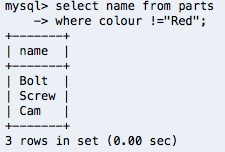 mysql> select name from parts
    -> where colour !="Red";
+-------+
| name  |
+-------+
| Bolt  |
| Screw |
| Cam   |
+-------+
3 rows in set (0.00 sec)